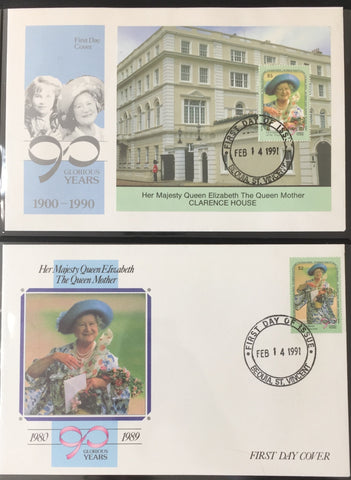 First Day
Cover
90
GLORIOUS
YEARS
1900-1990
$5
FIRST DAY OF ISSUE
FEB 14 1991
BEQUIA, ST. VINCENT
Her Majesty Queen Elizabeth The Queen Mother
CLARENCE HOUSE
Her Majesty Queen Elizabeth
The Queen Mother
$2
FIRST DAY OF ISSUE
FEB 14 1991
BEQUIA, ST. VINCENT
1980 90 1989
GLORIOUS
YEARS
FIRST DAY COVER